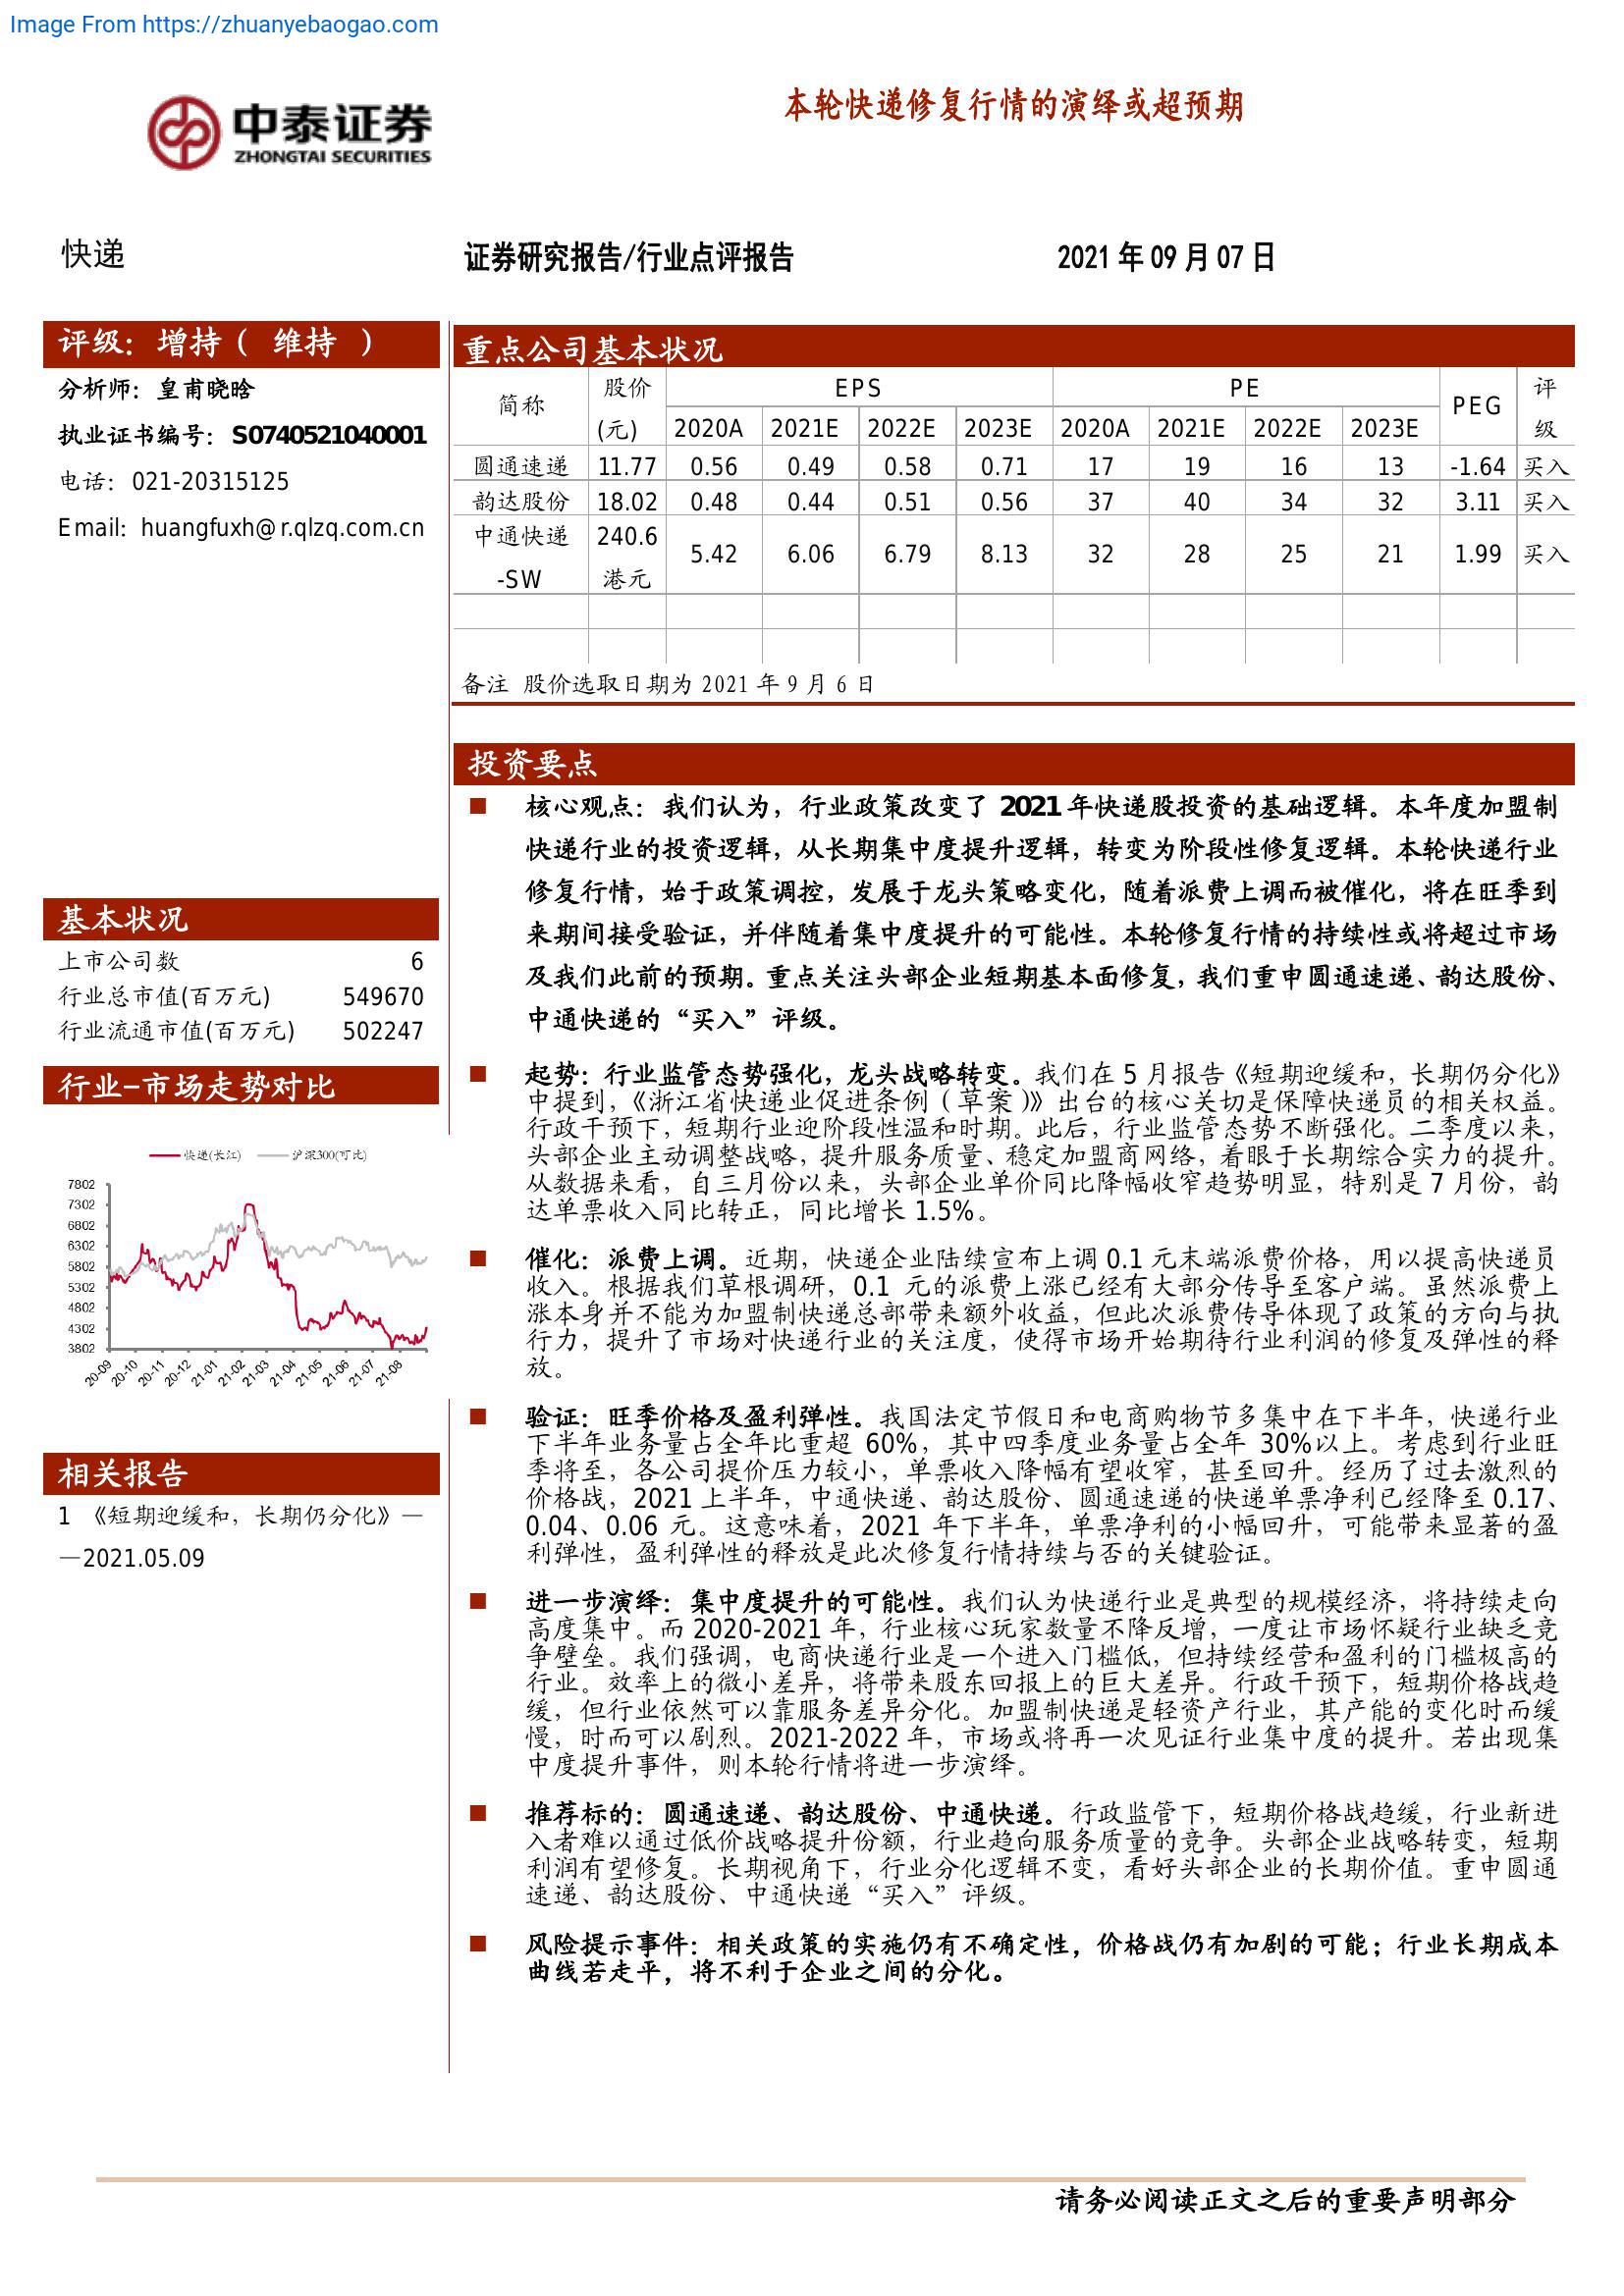 Image From https://zhuanyebaogao.com
中泰证券
ZHONGTAI SECURITIES
本轮快递修复行情的演绎或超预期
快递
证券研究报告/行业点评报告
2021 年 09 月 07 日
评级：增持（ 维持 ）
分析师：皇甫晓晗
执业证书编号：S0740521040001
电话：021-20315125
Email：huangfuxh@r.qlzq.com.cn
基本状况
上市公司数 6
行业总市值(百万元) 549670
行业流通市值(百万元) 502247
行业-市场走势对比
快递(长江) 沪深300(可比)
7802
7302
6802
6302
5802
5302
4802
4302
3802
20-09 20-10 20-11 20-12 21-01 21-02 21-03 21-04 21-05 21-06 21-07 21-08
相关报告
1 《短期迎缓和，长期仍分化》—
—2021.05.09
重点公司基本状况
简称 股价 EPS PE PEG 评
(元) 2020A 2021E 2022E 2023E 2020A 2021E 2022E 2023E 级
圆通速递 11.77 0.56 0.49 0.58 0.71 17 19 16 13 -1.64 买入
韵达股份 18.02 0.48 0.44 0.51 0.56 37 40 34 32 3.11 买入
中通快递 240.6
5.42 6.06 6.79 8.13 32 28 25 21 1.99 买入
-SW 港元
备注 股价选取日期为 2021 年 9 月 6 日
投资要点
■ 核心观点：我们认为，行业政策改变了 2021 年快递股投资的基础逻辑。本年度加盟制
快递行业的投资逻辑，从长期集中度提升逻辑，转变为阶段性修复逻辑。本轮快递行业
修复行情，始于政策调控，发展于龙头策略变化，随着派费上调而被催化，将在旺季到
来期间接受验证，并伴随着集中度提升的可能性。本轮修复行情的持续性或将超过市场
及我们此前的预期。重点关注头部企业短期基本面修复，我们重申圆通速递、韵达股份、
中通快递的“买入”评级。
■ 起势：行业监管态势强化，龙头战略转变。我们在 5 月报告《短期迎缓和，长期仍分化》
中提到，《浙江省快递业促进条例（草案）》出台的核心关切是保障快递员的相关权益。
行政干预下，短期行业迎阶段性温和时期。此后，行业监管态势不断强化。二季度以来，
头部企业主动调整战略，提升服务质量、稳定加盟商网络，着眼于长期综合实力的提升。
从数据来看，自三月份以来，头部企业单价同比降幅收窄趋势明显，特别是 7 月份，韵
达单票收入同比转正，同比增长 1.5%。
■ 催化：派费上调。近期，快递企业陆续宣布上调 0.1 元末端派费价格，用以提高快递员
收入。根据我们草根调研，0.1 元的派费上涨已经有大部分传导至客户端。虽然派费上
涨本身并不能为加盟制快递总部带来额外收益，但此次派费传导体现了政策的方向与执
行力，提升了市场对快递行业的关注度，使得市场开始期待行业利润的修复及弹性的释
放。
■ 验证：旺季价格及盈利弹性。我国法定节假日和电商购物节多集中在下半年，快递行业
下半年业务量占全年比重超 60%，其中四季度业务量占全年 30%以上。考虑到行业旺
季将至，各公司提价压力较小，单票收入降幅有望收窄，甚至回升。经历了过去激烈的
价格战，2021 上半年，中通快递、韵达股份、圆通速递的快递单票净利已经降至 0.17、
0.04、0.06 元。这意味着，2021 年下半年，单票净利的小幅回升，可能带来显著的盈
利弹性，盈利弹性的释放是此次修复行情持续与否的关键验证。
■ 进一步演绎：集中度提升的可能性。我们认为快递行业是典型的规模经济，将持续走向
高度集中。而 2020-2021 年，行业核心玩家数量不降反增，一度让市场怀疑行业缺乏竞
争壁垒。我们强调，电商快递行业是一个进入门槛低，但持续经营和盈利的门槛极高的
行业。效率上的微小差异，将带来股东回报上的巨大差异。行政干预下，短期价格战趋
缓，但行业依然可以靠服务差异分化。加盟制快递是轻资产行业，其产能的变化时而缓
慢，时而可以剧烈。2021-2022 年，市场或将再一次见证行业集中度的提升。若出现集
中度提升事件，则本轮行情将进一步演绎。
■ 推荐标的：圆通速递、韵达股份、中通快递。行政监管下，短期价格战趋缓，行业新进
入者难以通过低价战略提升份额，行业趋向服务质量的竞争。头部企业战略转变，短期
利润有望修复。长期视角下，行业分化逻辑不变，看好头部企业的长期价值。重申圆通
速递、韵达股份、中通快递“买入”评级。
■ 风险提示事件：相关政策的实施仍有不确定性，价格战仍有加剧的可能；行业长期成本
曲线若走平，将不利于企业之间的分化。
请务必阅读正文之后的重要声明部分